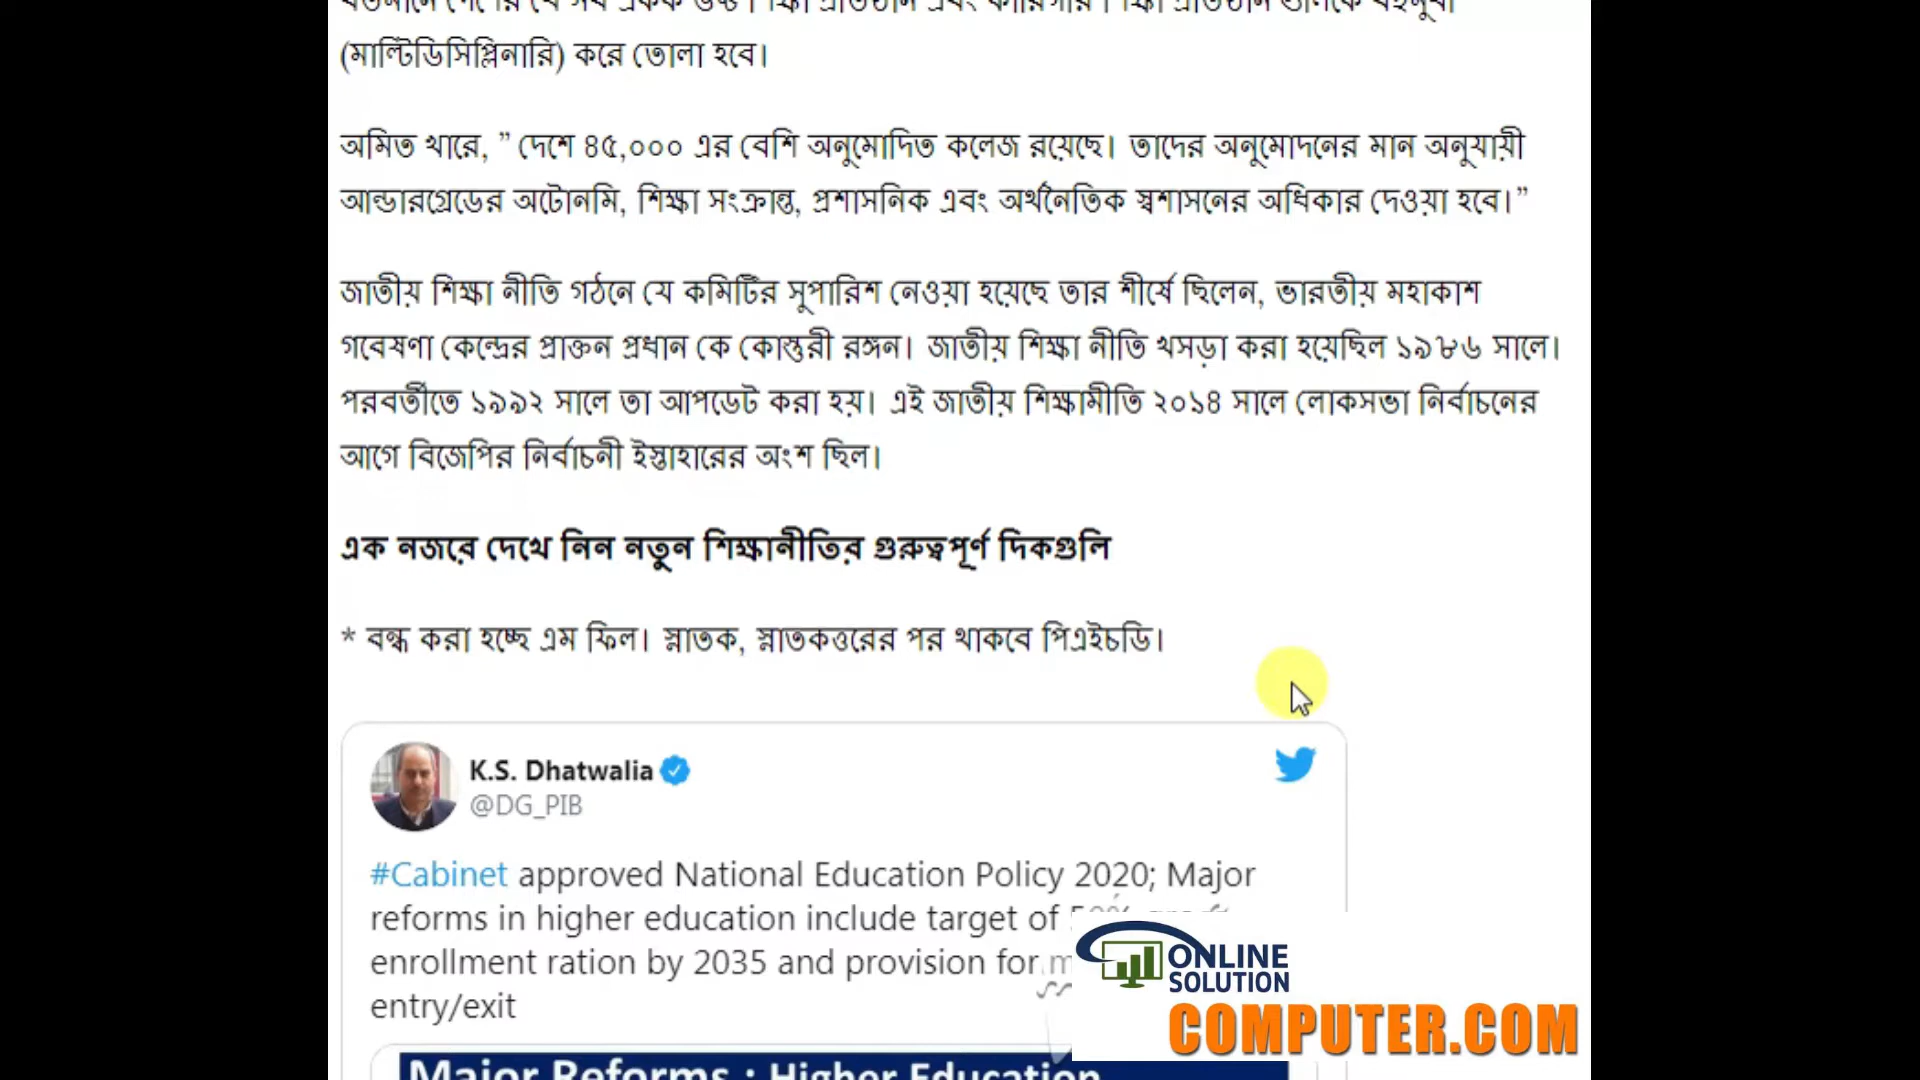 (মাল্টিডিসিপ্লিনারি) করে তোলা হবে।
অমিত খারে, ” দেশে ৪৫,০০০ এর বেশি অনুমোদিত কলেজ রয়েছে। তাদের অনুমোদনের মান অনুযায়ী
আন্ডারগ্রেডের অটোনমি, শিক্ষা সংক্রান্ত, প্রশাসনিক এবং অর্থনৈতিক স্বশাসনের অধিকার দেওয়া হবে।”
জাতীয় শিক্ষা নীতি গঠনে যে কমিটির সুপারিশ নেওয়া হয়েছে তার শীর্ষে ছিলেন, ভারতীয় মহাকাশ
গবেষণা কেন্দ্রের প্রাক্তন প্রধান কে কোস্তুরী রঙ্গন। জাতীয় শিক্ষা নীতি খসড়া করা হয়েছিল ১৯৮৬ সালে।
পরবর্তীতে ১৯৯২ সালে তা আপডেট করা হয়। এই জাতীয় শিক্ষামীতি ২০১৪ সালে লোকসভা নির্বাচনের
আগে বিজেপির নির্বাচনী ইস্তাহারের অংশ ছিল।
এক নজরে দেখে নিন নতুন শিক্ষানীতির গুরুত্বপূর্ণ দিকগুলি
* বন্ধ করা হচ্ছে এম ফিল। স্নাতক, স্নাতকত্তরের পর থাকবে পিএইচডি।
K.S. Dhatwalia
@DG_PIB
#Cabinet approved National Education Policy 2020; Major
reforms in higher education include target of
enrollment ration by 2035 and provision for
entry/exit
Major Reforms : Higher Education
ONLINE
SOLUTION
COMPUTER.COM